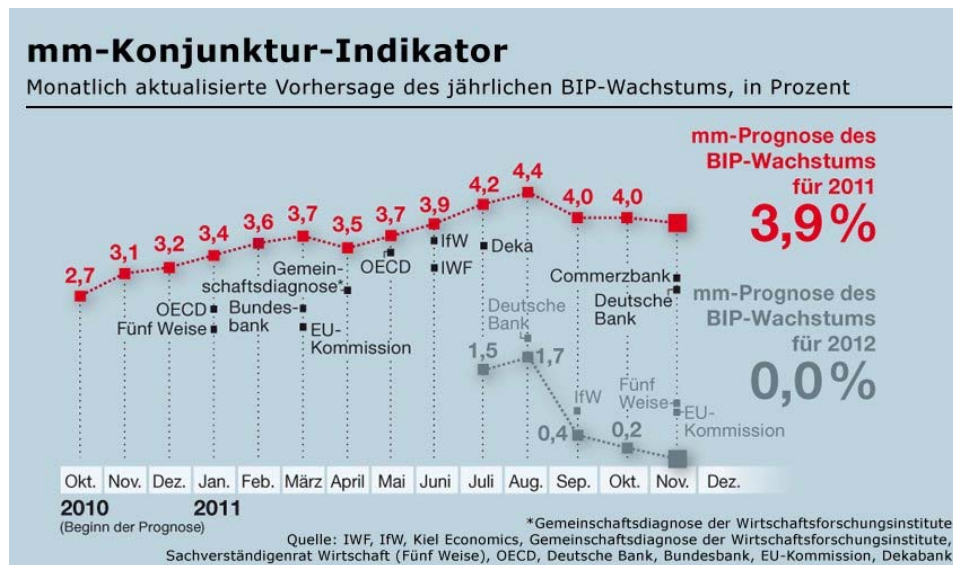 mm-Konjunktur-Indikator
Monatlich aktualisierte Vorhersage des jährlichen BIP-Wachstums, in Prozent
mm-Prognose des
BIP-Wachstums
für 2011
3,9%
2,7
3,1
3,2
3,4
3,6
3,7
3,5
3,7
3,9
4,2
4,4
4,0
4,0
OECD
Fünf Weise
Bundes-
bank
EU-
Kommission
Gemein-
schaftsdiagnose*
OECD
IfW
IWF
Deka
Commerzbank
Deutsche
Bank
mm-Prognose des
BIP-Wachstums
für 2012
0,0%
Deutsche
Bank
1,5
1,7
0,4
0,2
IfW
Fünf
Weise
EU-
Kommission
Okt. Nov. Dez. Jan. Feb. März April Mai Juni Juli Aug. Sep. Okt. Nov. Dez.
2010 2011
(Beginn der Prognose)
*Gemeinschaftsdiagnose der Wirtschaftsforschungsinstitute
Quelle: IWF, IfW, Kiel Economics, Gemeinschaftsdiagnose der Wirtschaftsforschungsinstitute,
Sachverständigenrat Wirtschaft (Fünf Weise), OECD, Deutsche Bank, Bundesbank, EU-Kommission, Dekabank